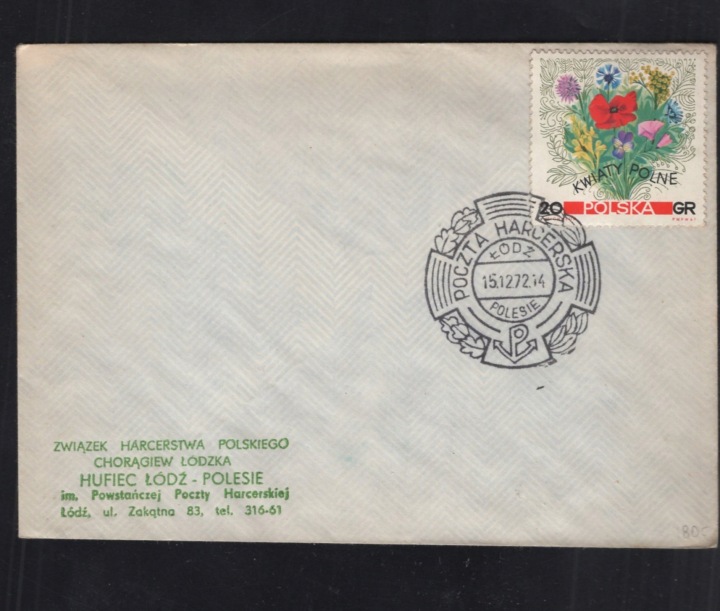 KWIATY POLNE
20 POLSKA GR
POCZTA HARCERSKA
ŁÓDŹ
15.12.72.14
POLESIE
P
ZWIĄZEK HARCERSTWA POLSKIEGO
CHORĄGIEW ŁÓDZKA
HUFIEC ŁÓDŹ - POLESIE
im. Powstańczej Poczty Harcerskiej
Łódź, ul. Zakątna 83, tel. 316-61